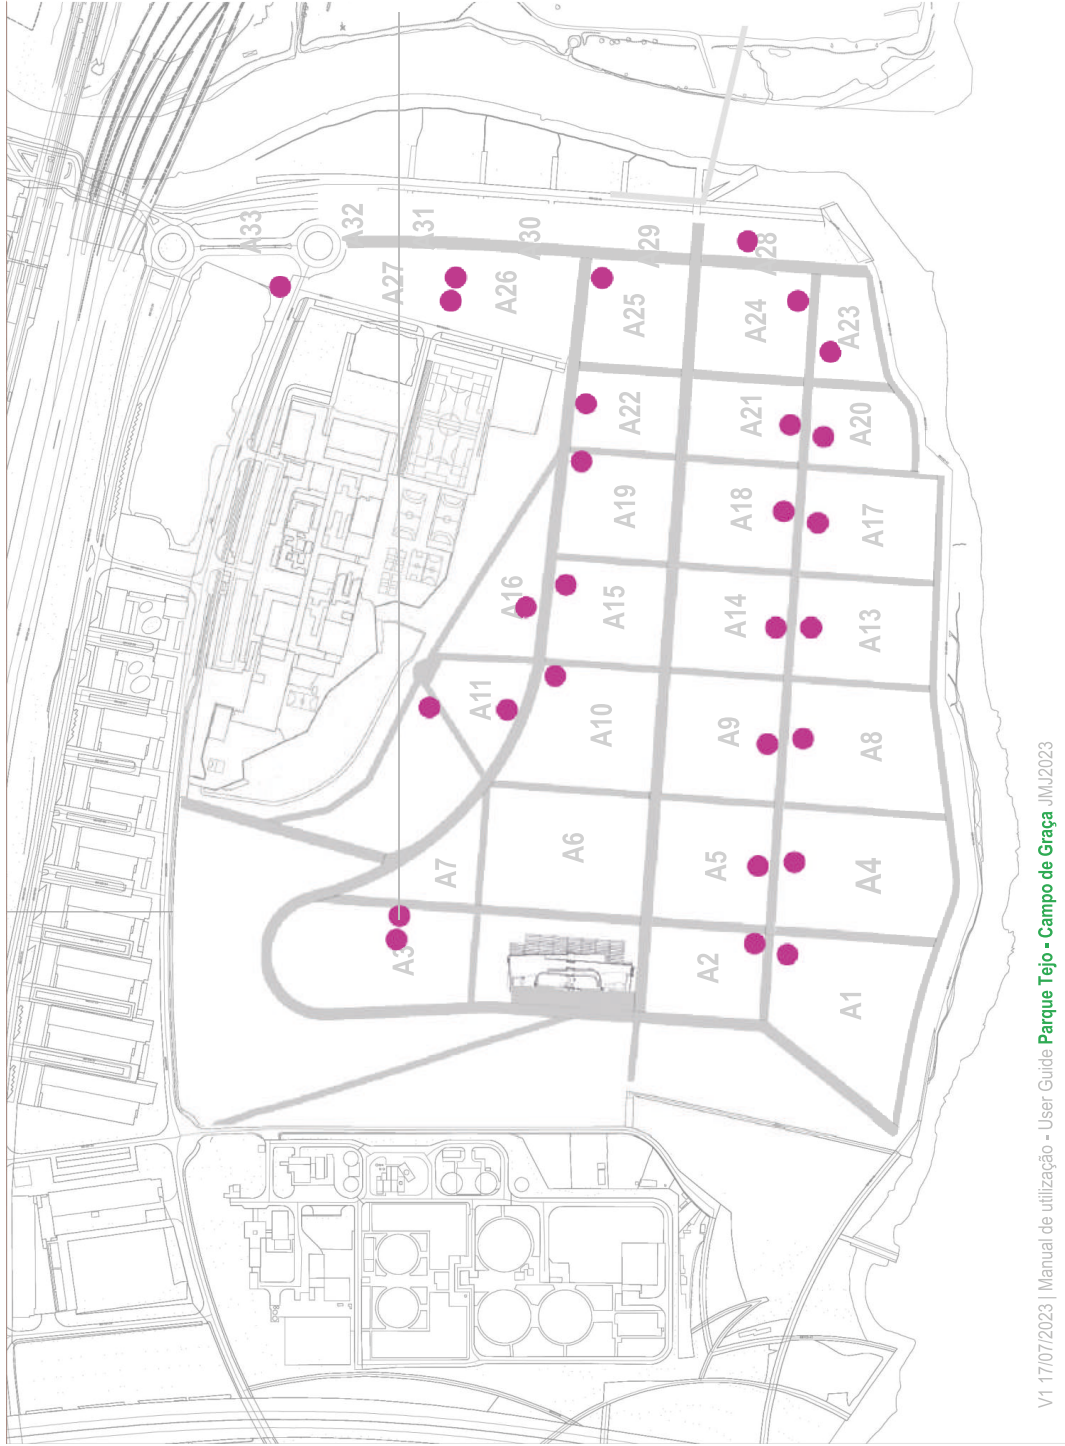 A33
A32
A31
A30
A29
A28
A27
A26
A25
A24
A23
A22
A21
A20
A19
A18
A17
A16
A15
A14
A13
A11
A10
A9
A8
A7
A6
A5
A4
A3
A2
A1
V1 17/07/2023 | Manual de utilização - User Guide Parque Tejo - Campo de Graça JMJ2023